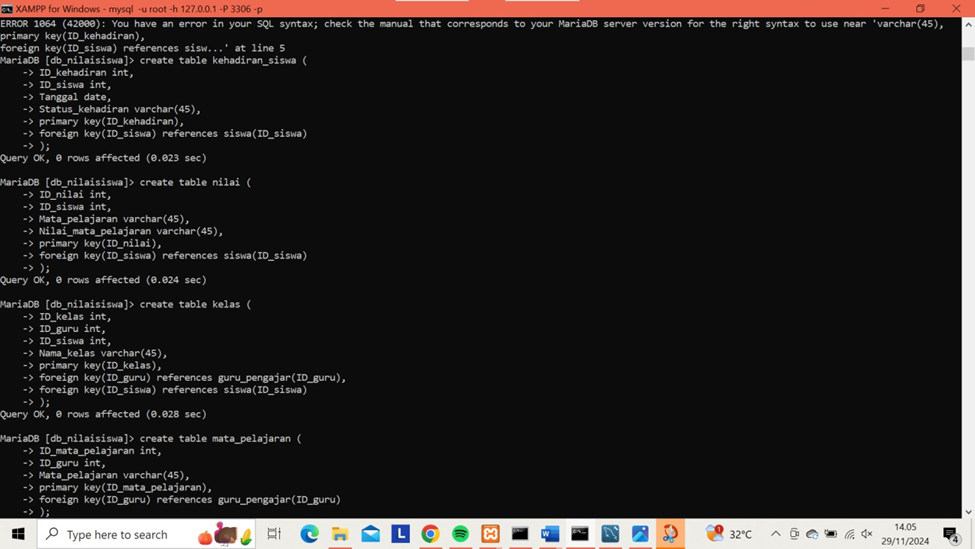 XAMPP for Windows - mysql -u root -h 127.0.0.1 -P 3306 -p
ERROR 1064 (42000): You have an error in your SQL syntax; check the manual that corresponds to your MariaDB server version for the right syntax to use near 'varchar(45),
primary key(ID_kehadiran),
foreign key(ID_siswa) references sisw...' at line 5
MariaDB [db_nilaisiswa]> create table kehadiran_siswa (
-> ID_kehadiran int,
-> ID_siswa int,
-> Tanggal date,
-> Status_kehadiran varchar(45),
-> primary key(ID_kehadiran),
-> foreign key(ID_siswa) references siswa(ID_siswa)
-> );
Query OK, 0 rows affected (0.023 sec)
MariaDB [db_nilaisiswa]> create table nilai (
-> ID_nilai int,
-> ID_siswa int,
-> Mata_pelajaran varchar(45),
-> Nilai_mata_pelajaran varchar(45),
-> primary key(ID_nilai),
-> foreign key(ID_siswa) references siswa(ID_siswa)
-> );
Query OK, 0 rows affected (0.024 sec)
MariaDB [db_nilaisiswa]> create table kelas (
-> ID_kelas int,
-> ID_guru int,
-> ID_siswa int,
-> Nama_kelas varchar(45),
-> primary key(ID_kelas),
-> foreign key(ID_guru) references guru_pengajar(ID_guru),
-> foreign key(ID_siswa) references siswa(ID_siswa)
-> );
Query OK, 0 rows affected (0.028 sec)
MariaDB [db_nilaisiswa]> create table mata_pelajaran (
-> ID_mata_pelajaran int,
-> ID_guru int,
-> Mata_pelajaran varchar(45),
-> primary key(ID_mata_pelajaran),
-> foreign key(ID_guru) references guru_pengajar(ID_guru)
-> );
Type here to search
L
W
1
32°C
14.05
29/11/2024
4